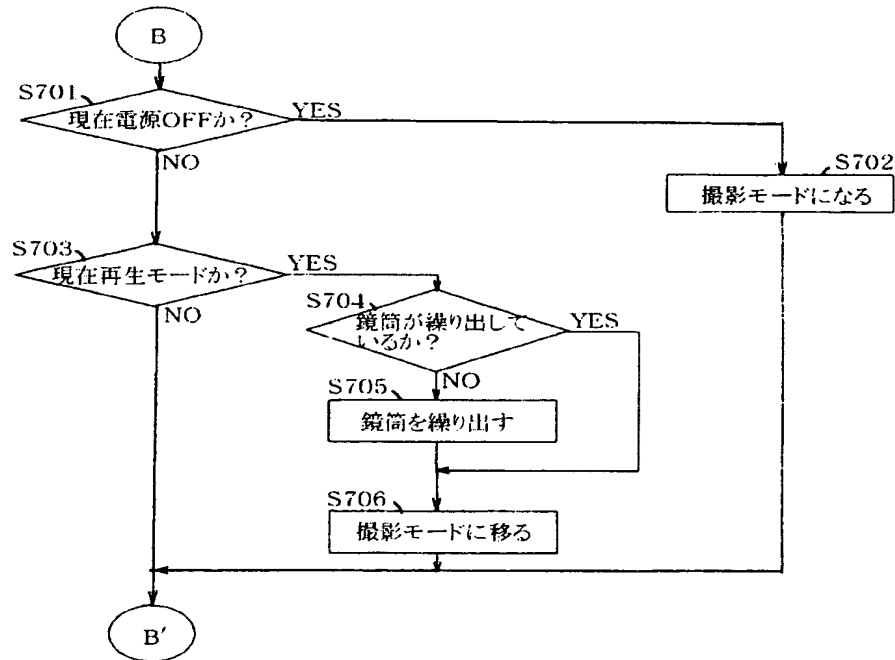 B
S701
現在電源OFFか？
YES
NO
S702
撮影モードになる
S703
現在再生モードか？
YES
NO
S704
鏡筒が繰り出して
いるか？
YES
NO
S705
鏡筒を繰り出す
S706
撮影モードに移る
B′